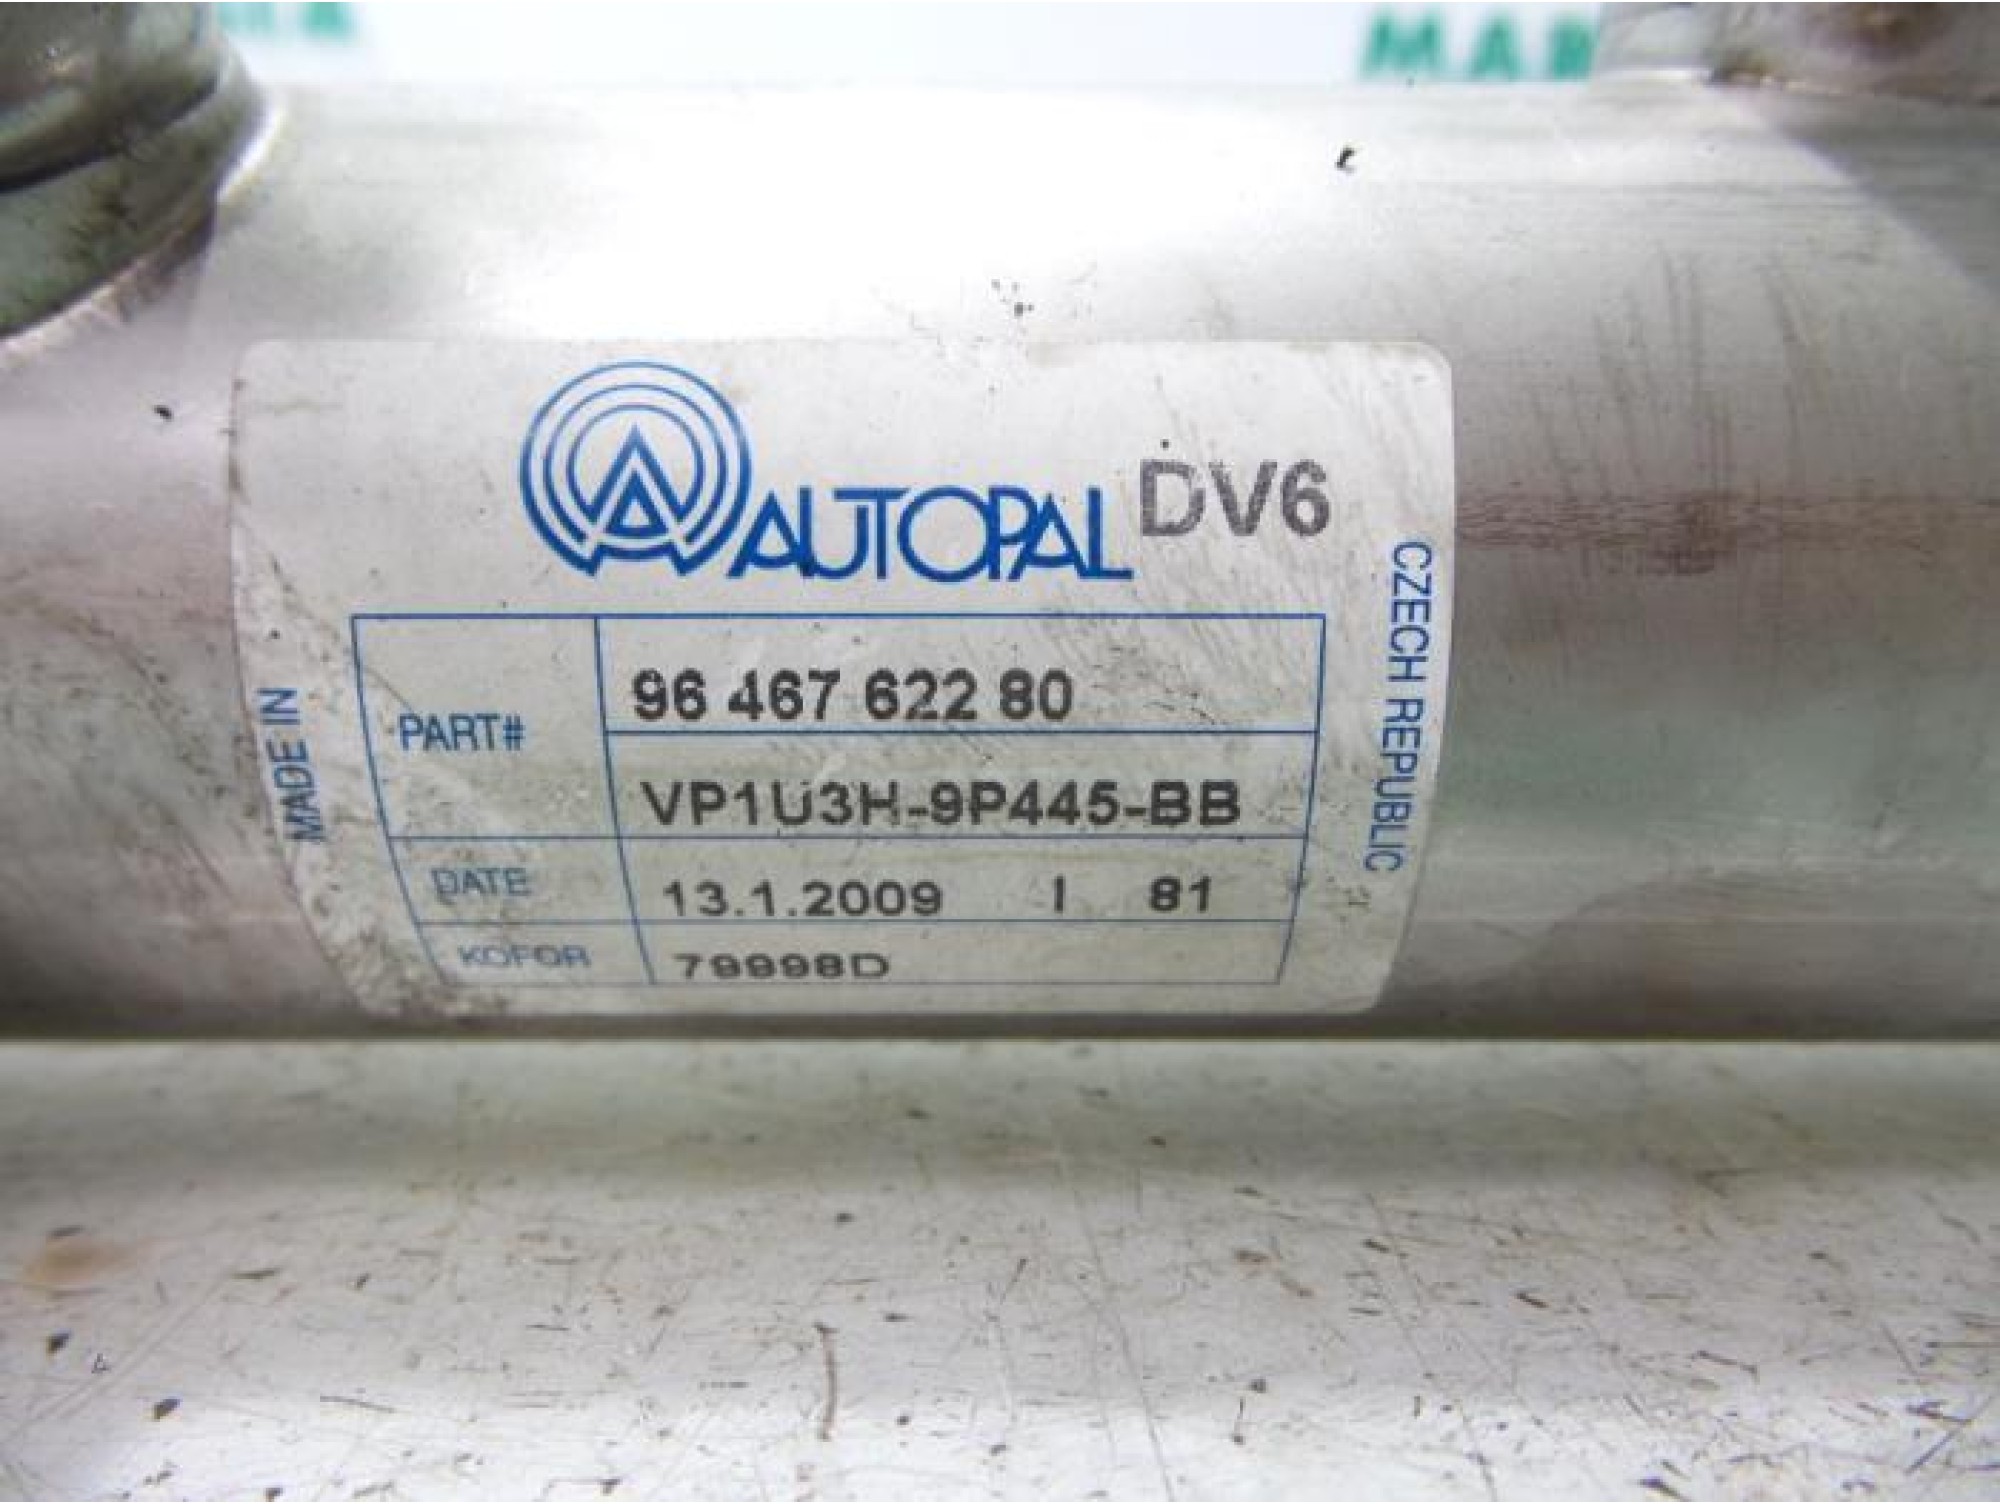 MAR
AUTOPAL DV6
MADE IN
CZECH REPUBLIC
PART# 96 467 622 80
VP1U3H-9P445-BB
DATE 13.1.2009 I 81
KOFOR 79998D